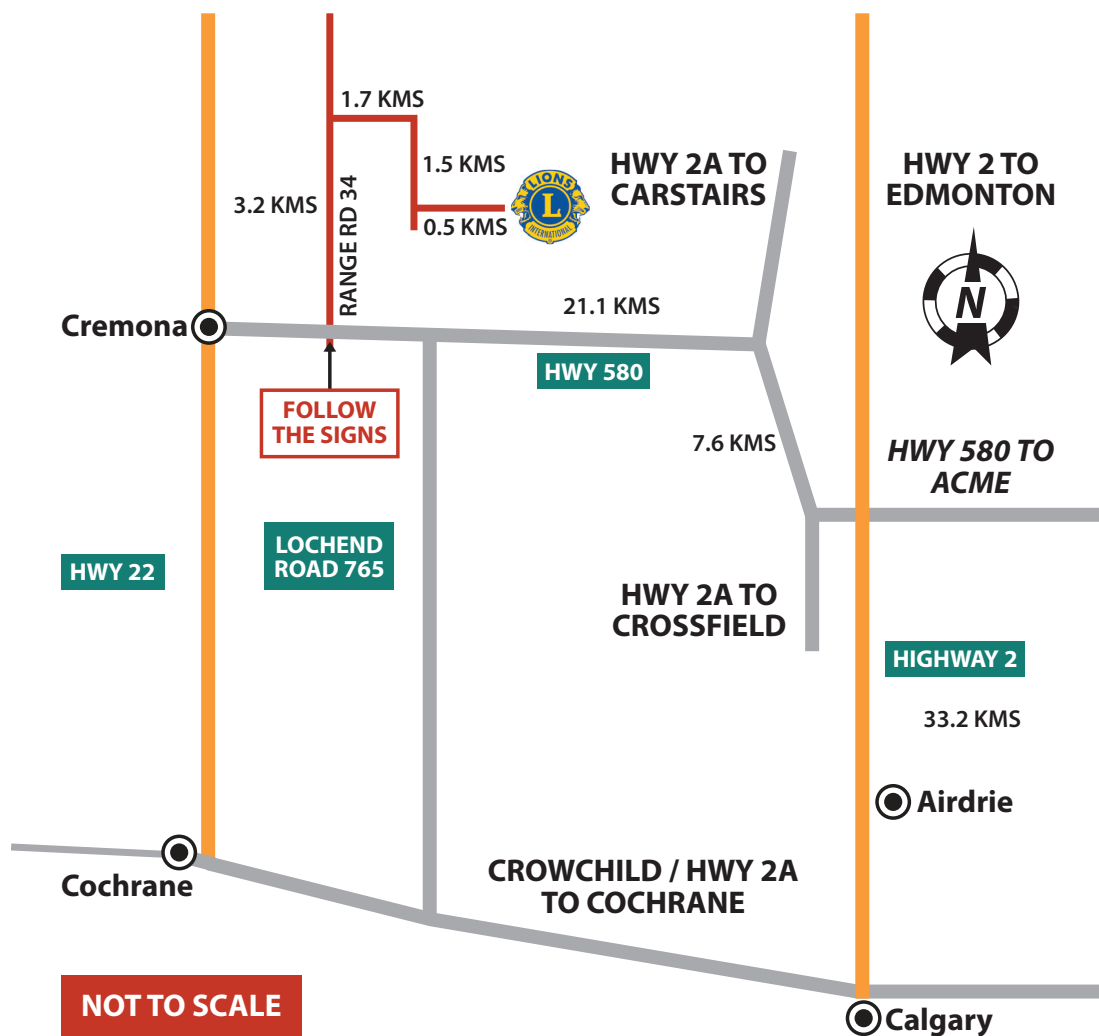 1.7 KMS
1.5 KMS
3.2 KMS
RANGE RD 34
0.5 KMS
LIONS
L
INTERNATIONAL
HWY 2A TO
CARSTAIRS
HWY 2 TO
EDMONTON
N
Cremona
21.1 KMS
HWY 580
FOLLOW
THE SIGNS
7.6 KMS
HWY 580 TO
ACME
HWY 22
LOCHEND
ROAD 765
HWY 2A TO
CROSSFIELD
HIGHWAY 2
33.2 KMS
Airdrie
Cochrane
CROWCHILD / HWY 2A
TO COCHRANE
NOT TO SCALE
Calgary